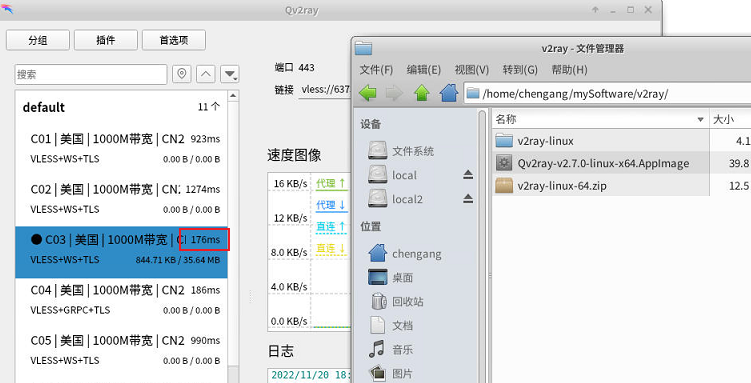 Qv2ray
分组 插件 首选项
搜索
default 11 个
C01 | 美国 | 1000M带宽 | CN2 923ms
VLESS+WS+TLS 0.00 B / 0.00 B
C02 | 美国 | 1000M带宽 | CN2 1274ms
VLESS+WS+TLS 0.00 B / 0.00 B
C03 | 美国 | 1000M带宽 | C 176ms
VLESS+WS+TLS 844.71 KB / 35.64 MB
C04 | 美国 | 1000M带宽 | CN2 186ms
VLESS+GRPC+TLS 0.00 B / 0.00 B
C05 | 美国 | 1000M带宽 | CN2 990ms
VLESS+WS+TLS 0.00 B / 0.00 B
端口 443
链接 vless://637
速度图像
16 KB/s
12 KB/s
8.0 KB/s
4.0 KB/s
0.0 KB/s
代理 ↑
代理 ↓
直连 ↑
直连 ↓
日志
2022/11/20 18:
v2ray - 文件管理器
文件(F) 编辑(E) 视图(V) 转到(G) 帮助(H)
/home/chengang/mySoftware/v2ray/
设备
文件系统
local
local2
位置
chengang
桌面
回收站
文档
音乐
图片
名称 大小
v2ray-linux 4.1
Qv2ray-v2.7.0-linux-x64.AppImage 39.8
v2ray-linux-64.zip 12.5